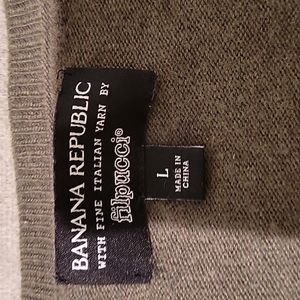 BANANA REPUBLIC
WITH FINE ITALIAN YARN BY
filpucci®
L
MADE IN
CHINA